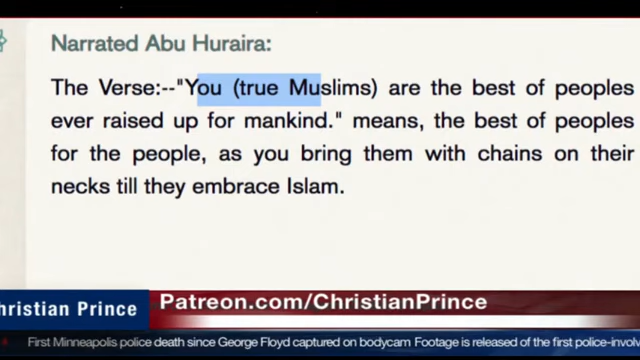 Narrated Abu Huraira:
The Verse:--"You (true Muslims) are the best of peoples
ever raised up for mankind." means, the best of peoples
for the people, as you bring them with chains on their
necks till they embrace Islam.
hristian Prince
Patreon.com/ChristianPrince
First Minneapolis police death since George Floyd captured on bodycam Footage is released of the first police-involv